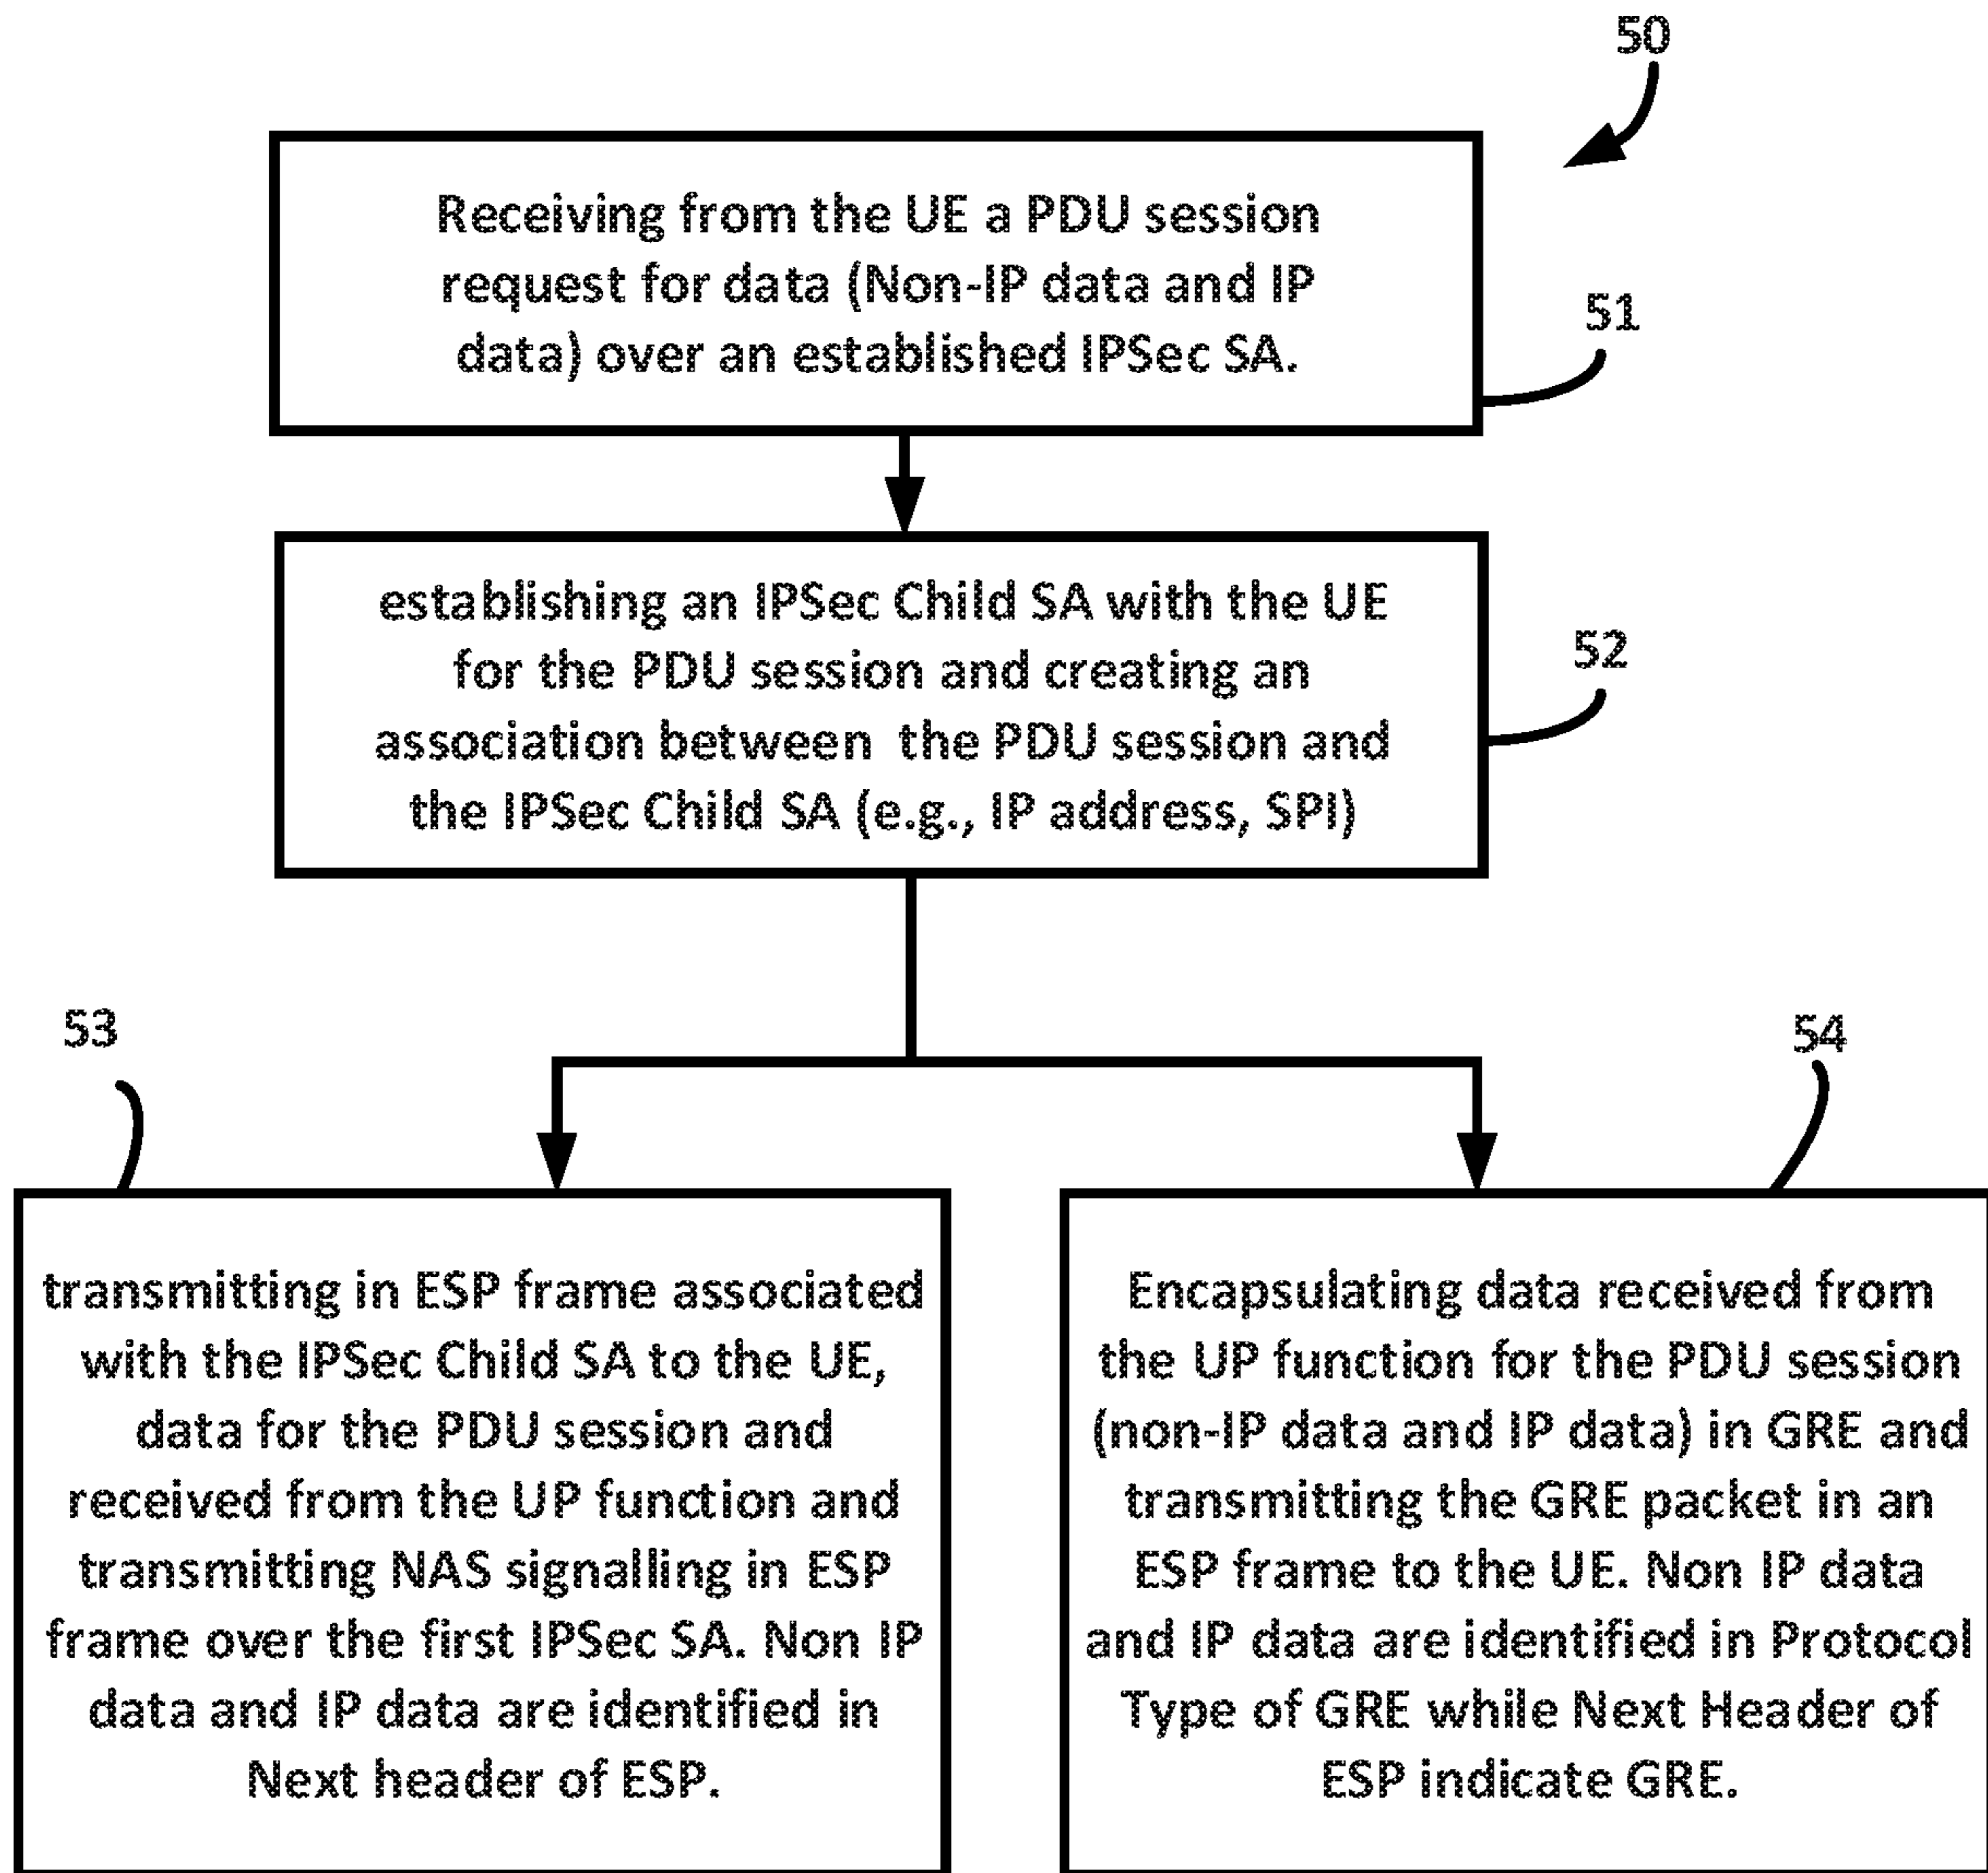 50
Receiving from the UE a PDU session
request for data (Non-IP data and IP
data) over an established IPSec SA.
51
establishing an IPSec Child SA with the UE
for the PDU session and creating an
association between the PDU session and
the IPSec Child SA (e.g., IP address, SPI)
52
53
transmitting in ESP frame associated
with the IPSec Child SA to the UE,
data for the PDU session and
received from the UP function and
transmitting NAS signalling in ESP
frame over the first IPSec SA. Non IP
data and IP data are identified in
Next header of ESP.
54
Encapsulating data received from
the UP function for the PDU session
(non-IP data and IP data) in GRE and
transmitting the GRE packet in an
ESP frame to the UE. Non IP data
and IP data are identified in Protocol
Type of GRE while Next Header of
ESP indicate GRE.